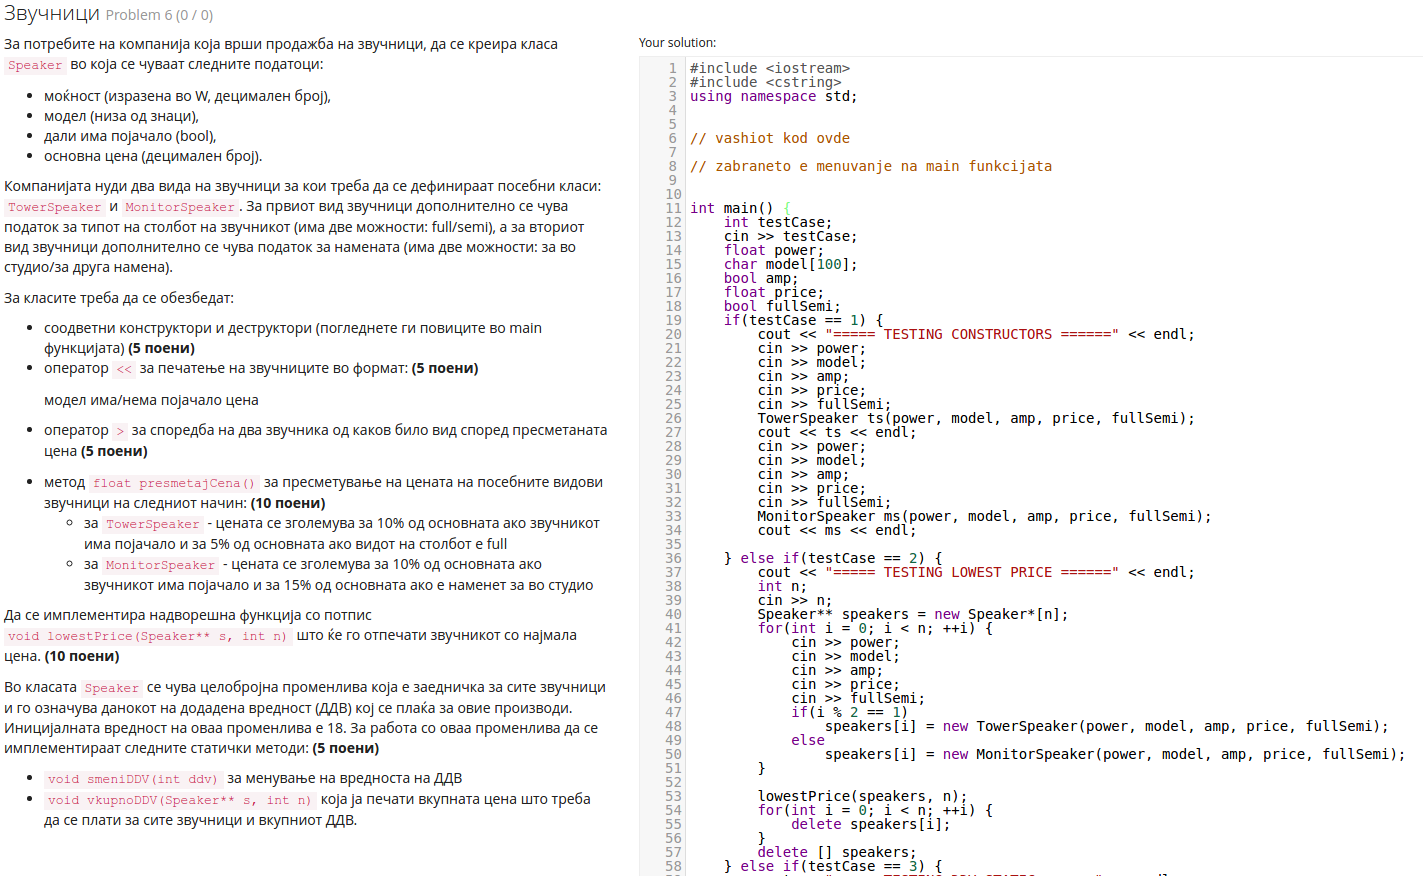 Звучници Problem 6 (0 / 0)
За потребите на компанија која врши продажба на звучници, да се креира класа
Speaker во која се чуваат следните податоци:
• моќност (изразена во W, децимален број),
• модел (низа од знаци),
• дали има појачало (bool),
• основна цена (децимален број).
Компанијата нуди два вида на звучници за кои треба да се дефинираат посебни класи:
TowerSpeaker и MonitorSpeaker. За првиот вид звучници дополнително се чува
податок за типот на столбот на звучникот (има две можности: full/semi), а за вториот
вид звучници дополнително се чува податок за намената (има две можности: за во
студио/за друга намена).
За класите треба да се обезбедат:
• соодветни конструктори и деструктори (погледнете ги повиците во main
функцијата) (5 поени)
• оператор << за печатење на звучниците во формат: (5 поени)
модел има/нема појачало цена
• оператор > за споредба на два звучника од каков било вид според пресметаната
цена (5 поени)
• метод float presmetajCena() за пресметување на цената на посебните видови
звучници на следниот начин: (10 поени)
◦ за TowerSpeaker - цената се зголемува за 10% од основната ако звучникот
има појачало и за 5% од основната ако видот на столбот е full
◦ за MonitorSpeaker - цената се зголемува за 10% од основната ако
звучникот има појачало и за 15% од основната ако е наменет за во студио
Да се имплементира надворешна функција со потпис
void lowestPrice(Speaker** s, int n) што ќе го отпечати звучникот со најмала
цена. (10 поени)
Во класата Speaker се чува целобројна променлива која е заедничка за сите звучници
и го означува данокот на додадена вредност (ДДВ) кој се плаќа за овие производи.
Иницијалната вредност на оваа променлива е 18. За работа со оваа променлива да се
имплементираат следните статички методи: (5 поени)
• void smeniDDV(int ddv) за менување на вредноста на ДДВ
• void vkupnoDDV(Speaker** s, int n) која ја печати вкупната цена што треба
да се плати за сите звучници и вкупниот ДДВ.
Your solution:
1 #include <iostream>
2 #include <cstring>
3 using namespace std;
4
5
6 // vashiot kod ovde
7
8 // zabraneto e menuvanje na main funkcijata
9
10
11 int main() {
12 int testCase;
13 cin >> testCase;
14 float power;
15 char model[100];
16 bool amp;
17 float price;
18 bool fullSemi;
19 if(testCase == 1) {
20 cout << "===== TESTING CONSTRUCTORS ======" << endl;
21 cin >> power;
22 cin >> model;
23 cin >> amp;
24 cin >> price;
25 cin >> fullSemi;
26 TowerSpeaker ts(power, model, amp, price, fullSemi);
27 cout << ts << endl;
28 cin >> power;
29 cin >> model;
30 cin >> amp;
31 cin >> price;
32 cin >> fullSemi;
33 MonitorSpeaker ms(power, model, amp, price, fullSemi);
34 cout << ms << endl;
35
36 } else if(testCase == 2) {
37 cout << "===== TESTING LOWEST PRICE ======" << endl;
38 int n;
39 cin >> n;
40 Speaker** speakers = new Speaker*[n];
41 for(int i = 0; i < n; ++i) {
42 cin >> power;
43 cin >> model;
44 cin >> amp;
45 cin >> price;
46 cin >> fullSemi;
47 if(i % 2 == 1)
48 speakers[i] = new TowerSpeaker(power, model, amp, price, fullSemi);
49 else
50 speakers[i] = new MonitorSpeaker(power, model, amp, price, fullSemi);
51 }
52
53 lowestPrice(speakers, n);
54 for(int i = 0; i < n; ++i) {
55 delete speakers[i];
56 }
57 delete [] speakers;
58 } else if(testCase == 3) {